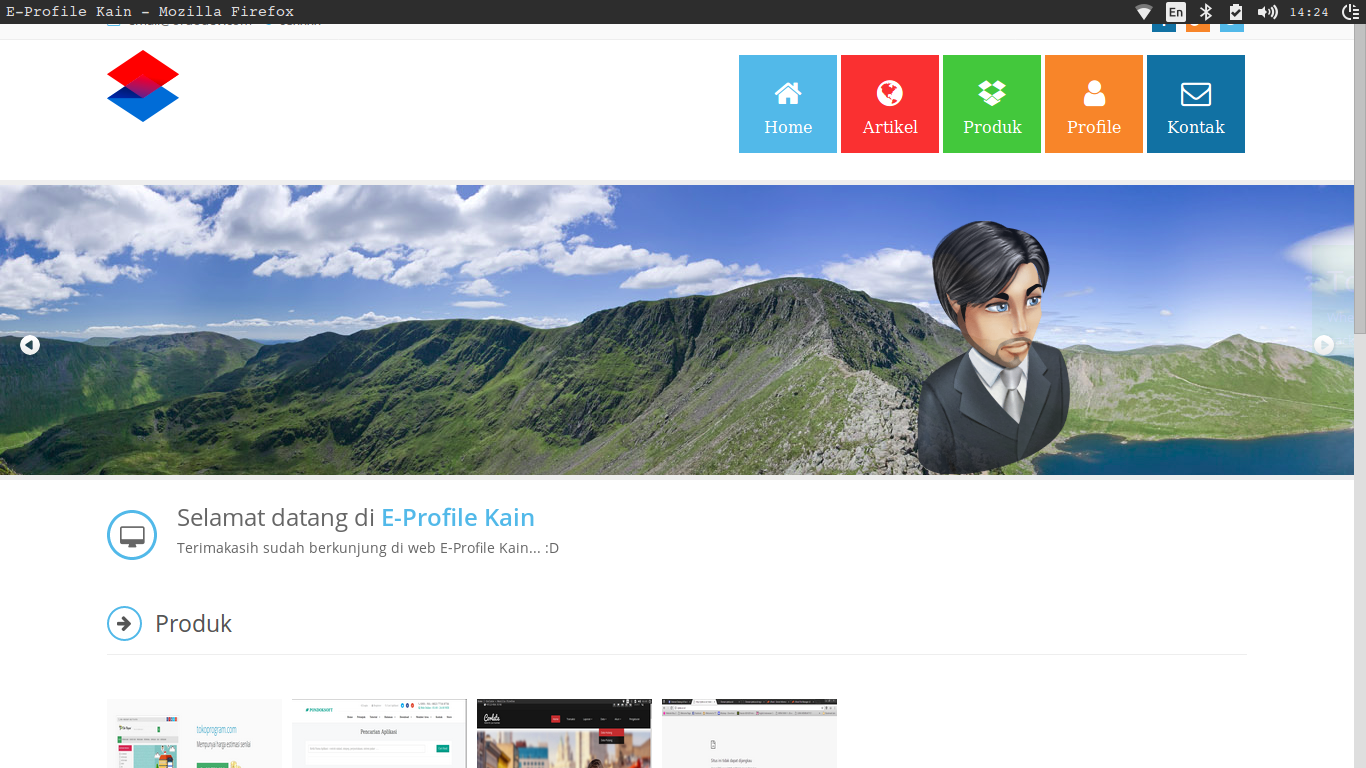 E-Profile Kain - Mozilla Firefox
En
14:24
Home
Artikel
Produk
Profile
Kontak
Selamat datang di E-Profile Kain
Terimakasih sudah berkunjung di web E-Profile Kain... :D
Produk
tokoprogram.com
Mempunyai harga estimasi senilai
Pencarian Aplikasi